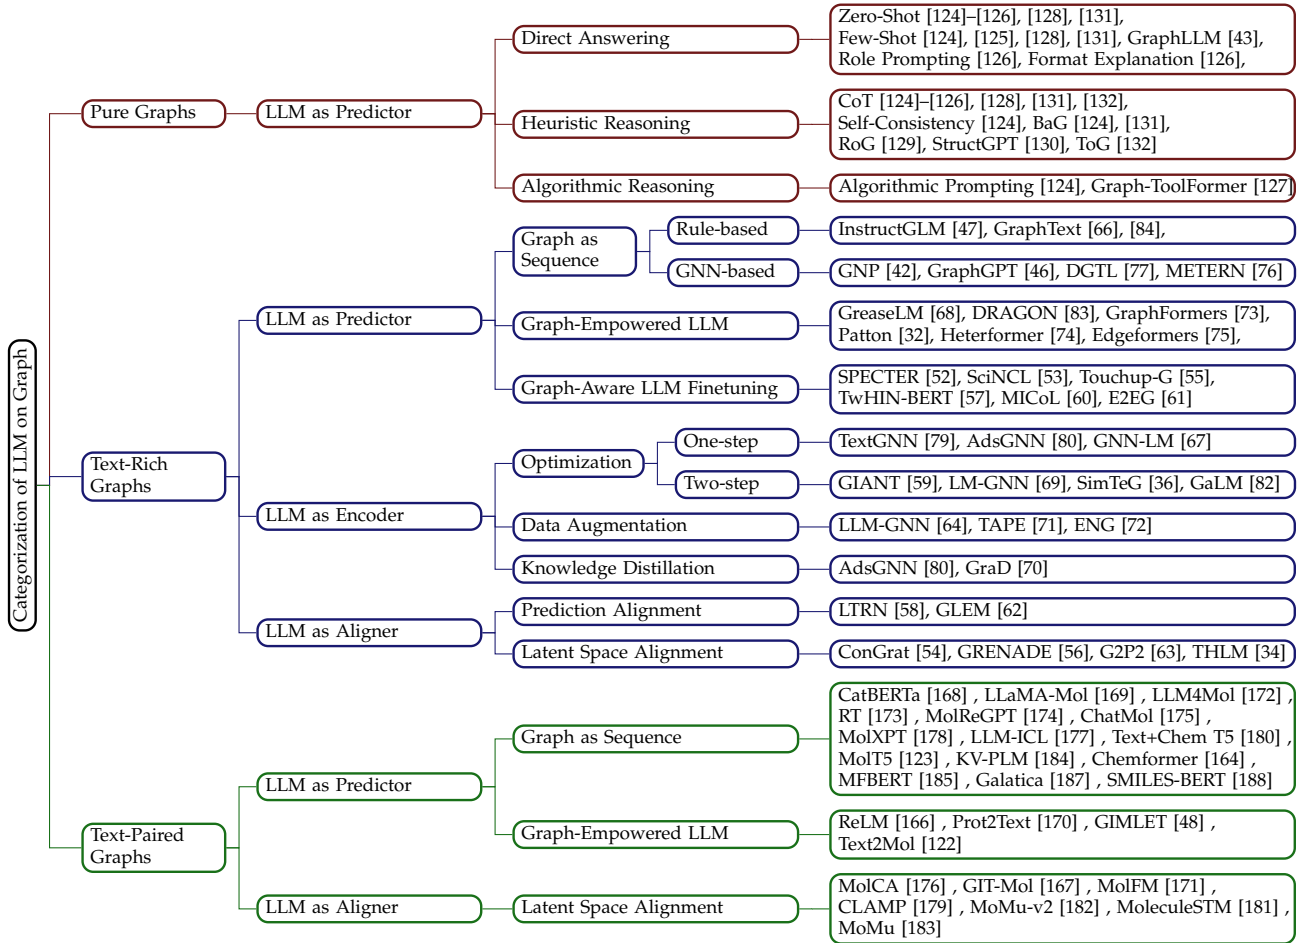 Categorization of LLM on Graph
Pure Graphs
LLM as Predictor
Direct Answering
Zero-Shot [124]–[126], [128], [131],
Few-Shot [124], [125], [128], [131], GraphLLM [43],
Role Prompting [126], Format Explanation [126],
Heuristic Reasoning
CoT [124]–[126], [128], [131], [132],
Self-Consistency [124], BaG [124], [131],
RoG [129], StructGPT [130], ToG [132]
Algorithmic Reasoning
Algorithmic Prompting [124], Graph-ToolFormer [127]
Text-Rich
Graphs
LLM as Predictor
Graph as
Sequence
Rule-based
InstructGLM [47], GraphText [66], [84],
GNN-based
GNP [42], GraphGPT [46], DGTL [77], METERN [76]
Graph-Empowered LLM
GreaseLM [68], DRAGON [83], GraphFormers [73],
Patton [32], Heterformer [74], Edgeformers [75],
Graph-Aware LLM Finetuning
SPECTER [52], SciNCL [53], Touchup-G [55],
TwHIN-BERT [57], MICoL [60], E2EG [61]
LLM as Encoder
Optimization
One-step
TextGNN [79], AdsGNN [80], GNN-LM [67]
Two-step
GIANT [59], LM-GNN [69], SimTeG [36], GaLM [82]
Data Augmentation
LLM-GNN [64], TAPE [71], ENG [72]
Knowledge Distillation
AdsGNN [80], GraD [70]
LLM as Aligner
Prediction Alignment
LTRN [58], GLEM [62]
Latent Space Alignment
ConGrat [54], GRENADE [56], G2P2 [63], THLM [34]
Text-Paired
Graphs
LLM as Predictor
Graph as Sequence
CatBERTa [168] , LLaMA-Mol [169] , LLM4Mol [172] ,
RT [173] , MolReGPT [174] , ChatMol [175] ,
MolXPT [178] , LLM-ICL [177] , Text+Chem T5 [180] ,
MolT5 [123] , KV-PLM [184] , Chemformer [164] ,
MFBERT [185] , Galatica [187] , SMILES-BERT [188]
Graph-Empowered LLM
ReLM [166] , Prot2Text [170] , GIMLET [48] ,
Text2Mol [122]
LLM as Aligner
Latent Space Alignment
MolCA [176] , GIT-Mol [167] , MolFM [171] ,
CLAMP [179] , MoMu-v2 [182] , MoleculeSTM [181] ,
MoMu [183]